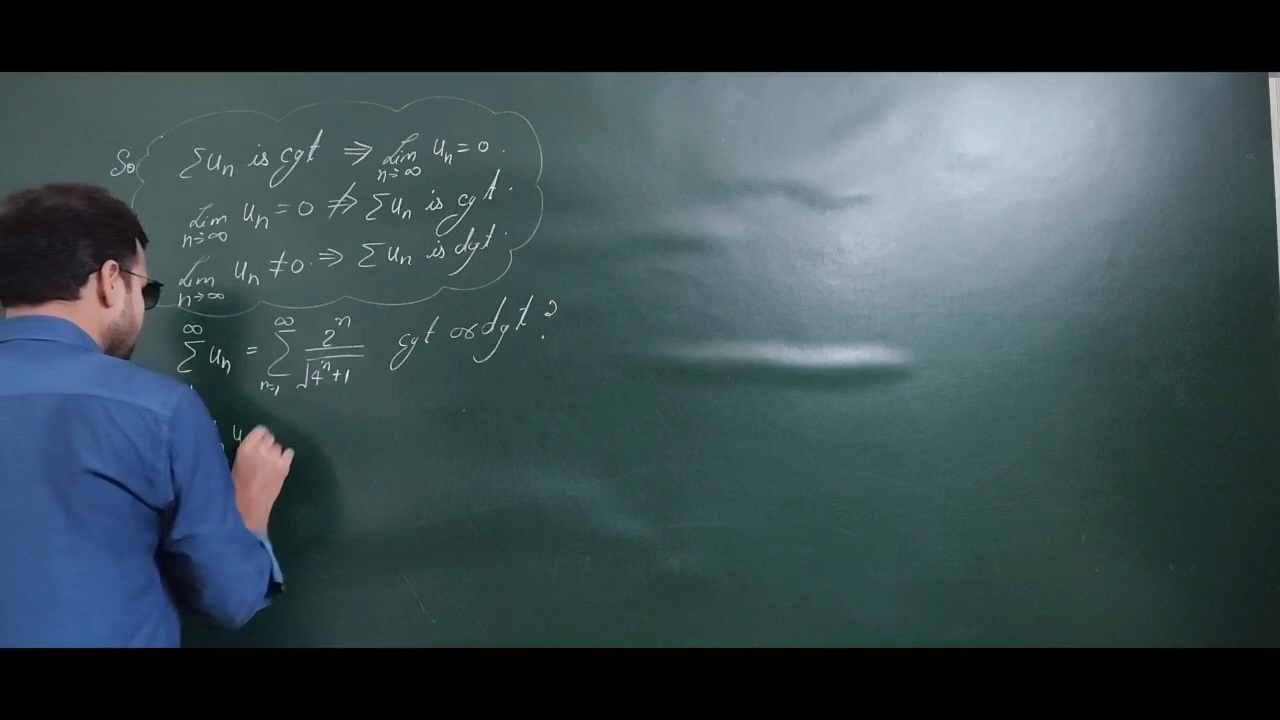 So ∑uₙ is cgt ⇒ Lim n→∞ uₙ = 0.
Lim n→∞ uₙ = 0 ⇏ ∑uₙ is cgt.
Lim n→∞ uₙ ≠ 0. ⇒ ∑uₙ is dgt.
∞∑ uₙ = ∞∑n=1 2ⁿ/√(4ⁿ+1) cgt or dgt ?
u